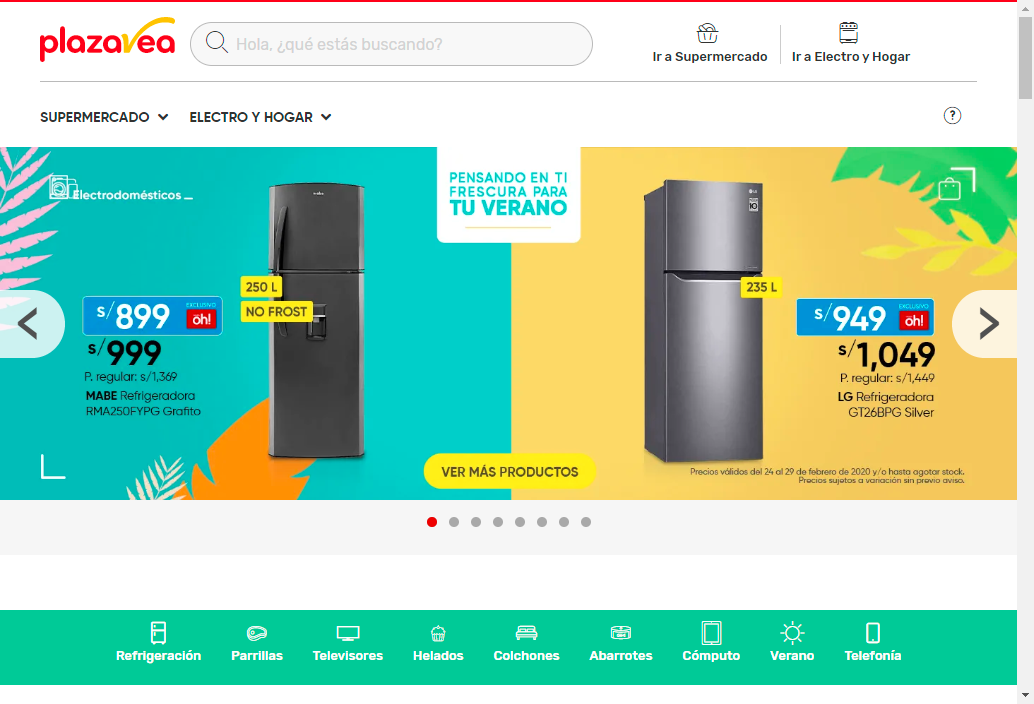 plazavea
Hola, ¿qué estás buscando?
Ir a Supermercado
Ir a Electro y Hogar
SUPERMERCADO
ELECTRO Y HOGAR
?
Electrodomésticos
PENSANDO EN TI
FRESCURA PARA
TU VERANO
250 L
NO FROST
S/899 EXCLUSIVO oh!
S/999
P. regular: s/1,369
MABE Refrigeradora
RMA250FYPG Grafito
LG
235 L
S/949 EXCLUSIVO oh!
S/1,049
P. regular: s/1,449
LG Refrigeradora
GT26BPG Silver
VER MÁS PRODUCTOS
Precios válidos del 24 al 29 de febrero de 2020 y/o hasta agotar stock.
Precios sujetos a variación sin previo aviso.
Refrigeración
Parrillas
Televisores
Helados
Colchones
Abarrotes
Cómputo
Verano
Telefonía